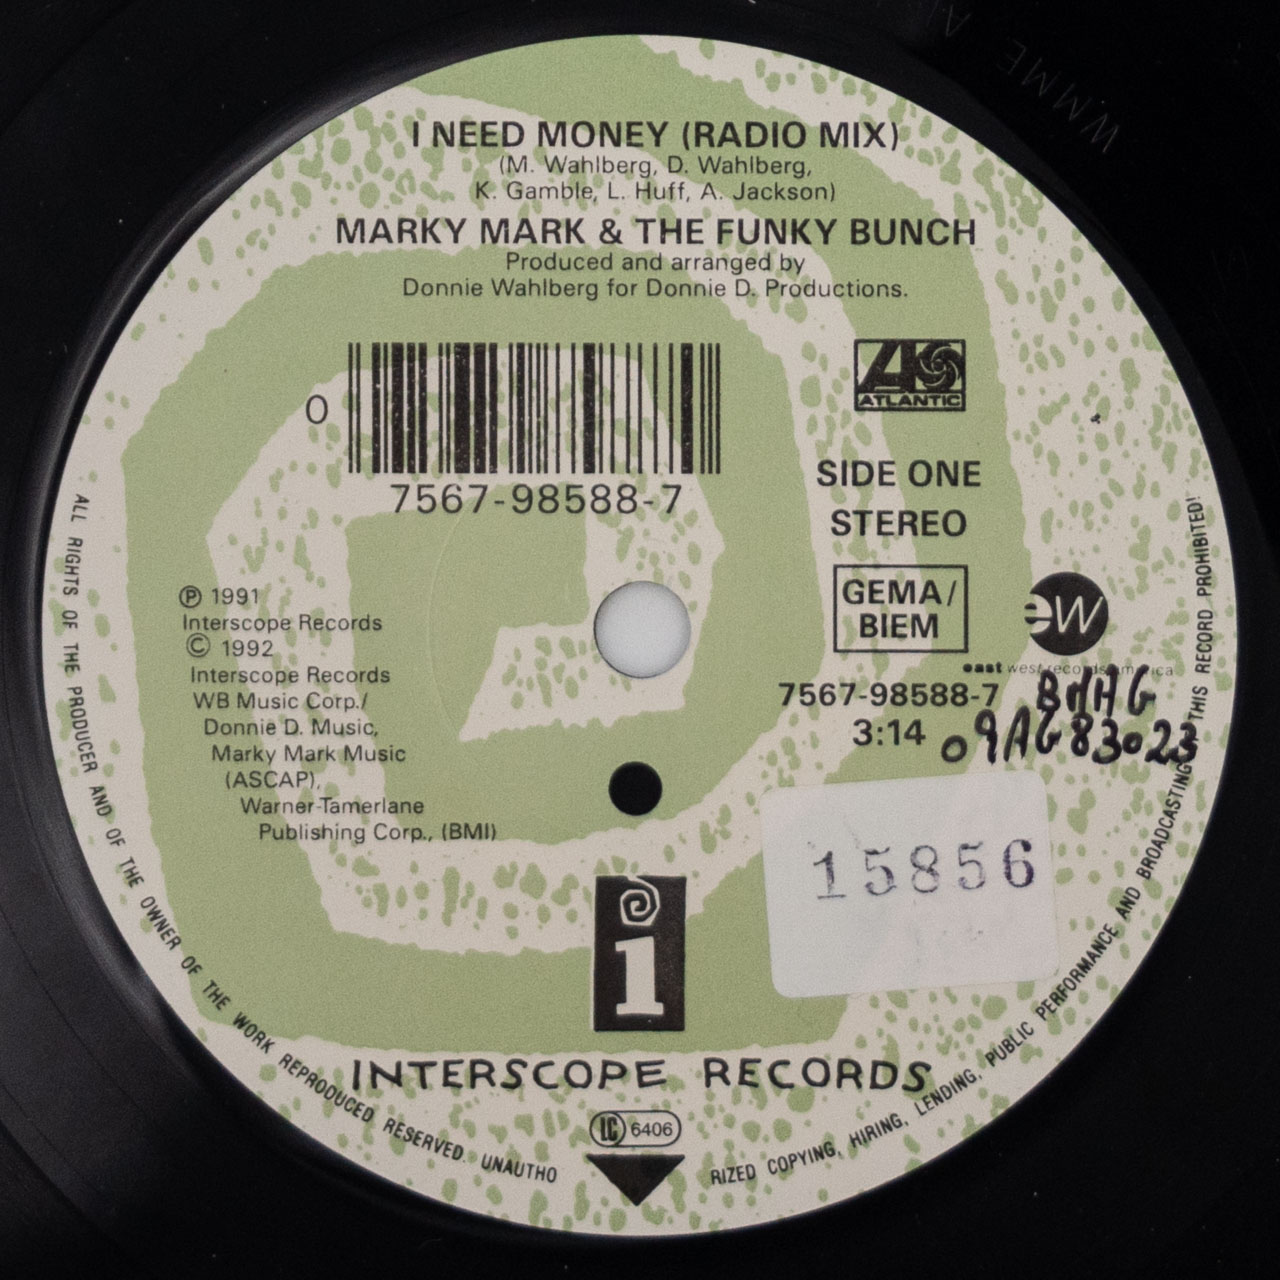 I NEED MONEY (RADIO MIX)
(M. Wahlberg, D. Wahlberg,
K. Gamble, L. Huff, A. Jackson)
MARKY MARK & THE FUNKY BUNCH
Produced and arranged by
Donnie Wahlberg for Donnie D. Productions.
0
7567-98588-7
ATLANTIC
SIDE ONE
STEREO
GEMA/
BIEM
ew
east west records america
7567-98588-7
3:14
09AG83023
15856
℗ 1991
Interscope Records
© 1992
Interscope Records
WB Music Corp./
Donnie D. Music,
Marky Mark Music
(ASCAP),
Warner-Tamerlane
Publishing Corp., (BMI)
i
INTERSCOPE RECORDS
LC 6406
ALL RIGHTS OF THE PRODUCER AND OF THE OWNER OF THE WORK REPRODUCED RESERVED. UNAUTHO RIZED COPYING, HIRING, LENDING, PUBLIC PERFORMANCE AND BROADCASTING OF THIS RECORD PROHIBITED!
WMME